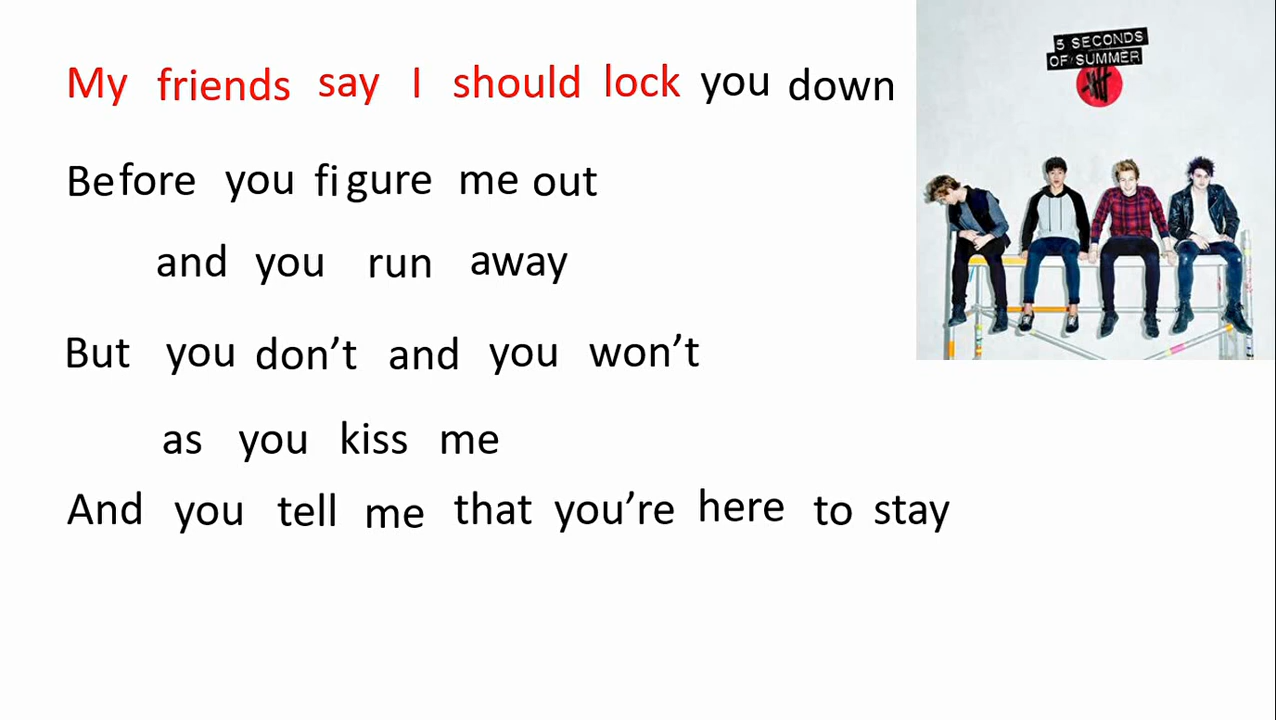 My friends say I should lock you down
Before you figure me out
and you run away
But you don’t and you won’t
as you kiss me
And you tell me that you’re here to stay
5 SECONDS
OF SUMMER